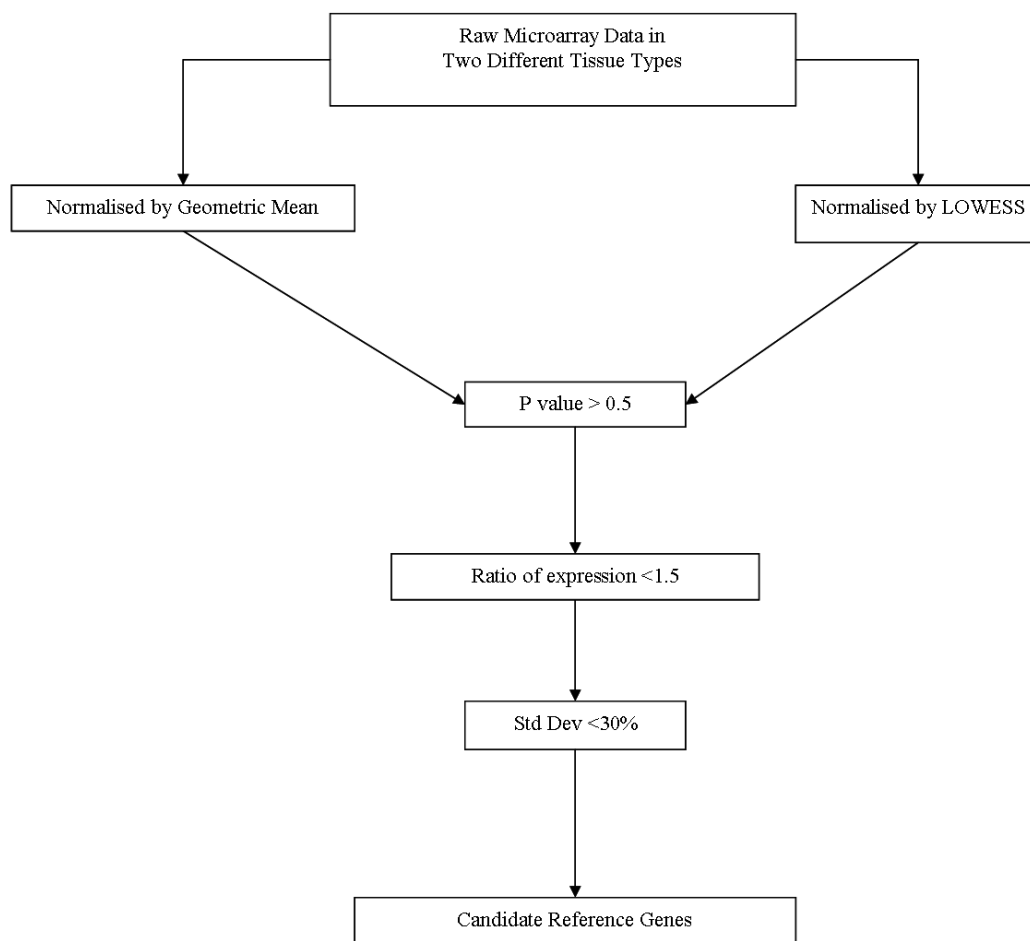 Raw Microarray Data in
Two Different Tissue Types
Normalised by Geometric Mean
Normalised by LOWESS
P value > 0.5
Ratio of expression <1.5
Std Dev <30%
Candidate Reference Genes